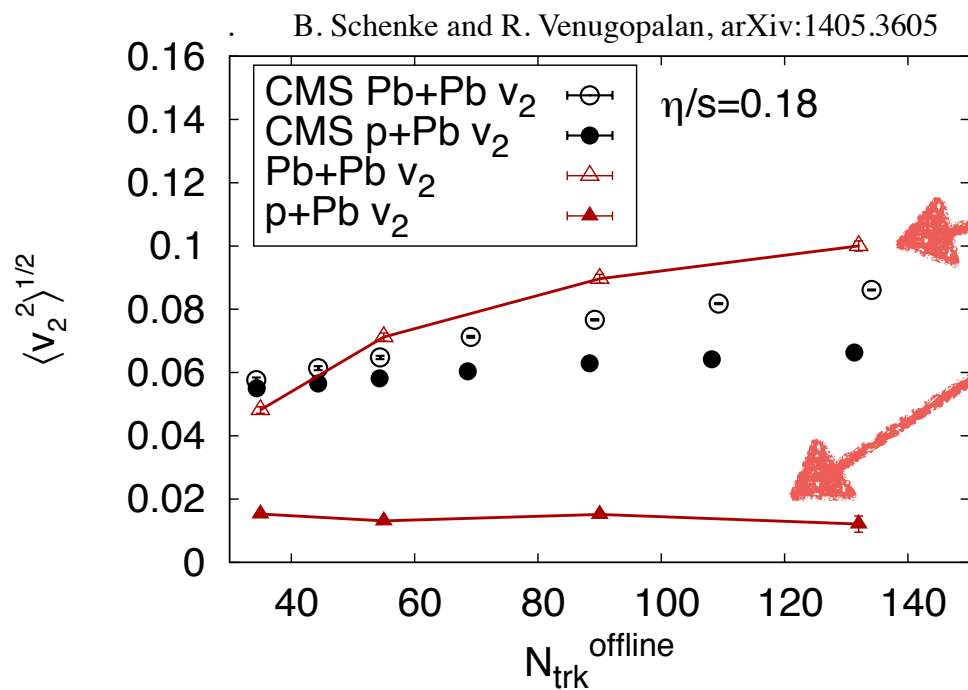 . B. Schenke and R. Venugopalan, arXiv:1405.3605
0.16
0.14
0.12
0.1
0.08
0.06
0.04
0.02
0
⟨v₂²⟩^{1/2}
CMS Pb+Pb v₂
CMS p+Pb v₂
Pb+Pb v₂
p+Pb v₂
η/s=0.18
40 60 80 100 120 140
N_{trk}^{offline}